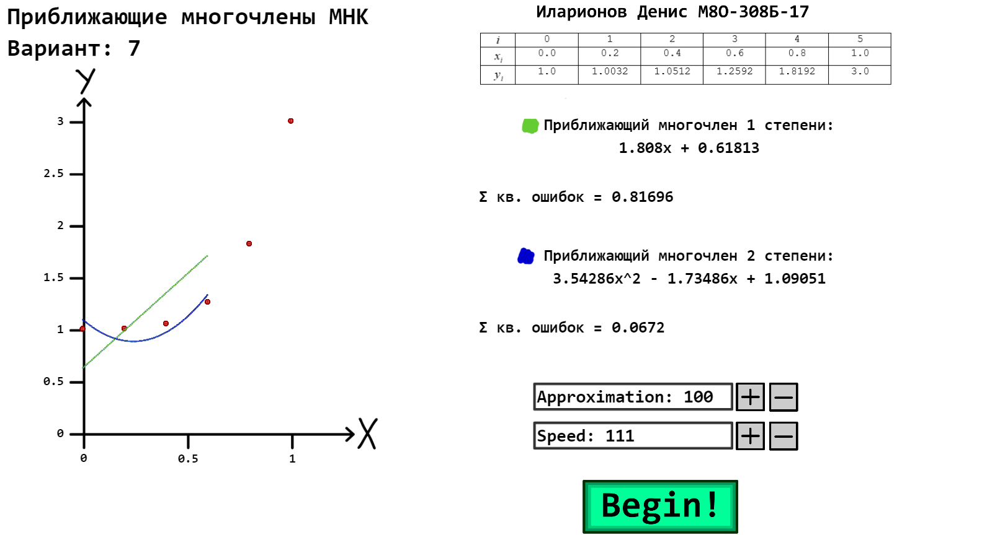 Приближающие многочлены МНК
Вариант: 7
Y
3
2.5
2
1.5
1
0.5
0
0 0.5 1
X
Иларионов Денис М8О-308Б-17
i 0 1 2 3 4 5
xi 0.0 0.2 0.4 0.6 0.8 1.0
yi 1.0 1.0032 1.0512 1.2592 1.8192 3.0
Приближающий многочлен 1 степени:
1.808x + 0.61813
Σ кв. ошибок = 0.81696
Приближающий многочлен 2 степени:
3.54286x^2 - 1.73486x + 1.09051
Σ кв. ошибок = 0.0672
Approximation: 100 + −
Speed: 111 + −
Begin!